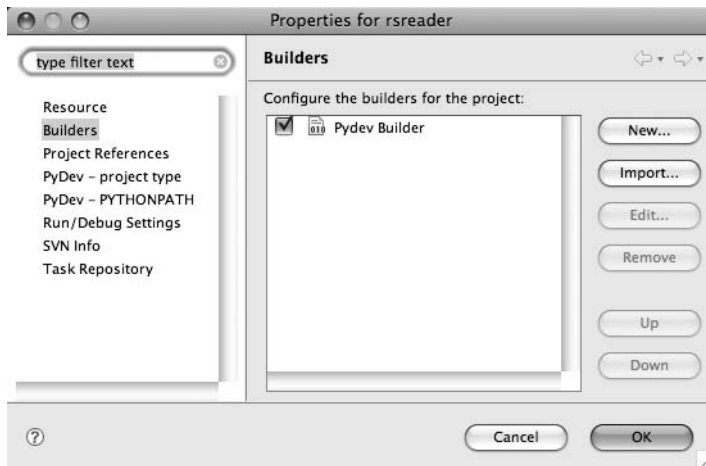 Properties for rsreader
type filter text
Resource
Builders
Project References
PyDev – project type
PyDev – PYTHONPATH
Run/Debug Settings
SVN Info
Task Repository
Builders
Configure the builders for the project:
010 Pydev Builder
New...
Import...
Edit...
Remove
Up
Down
?
Cancel
OK